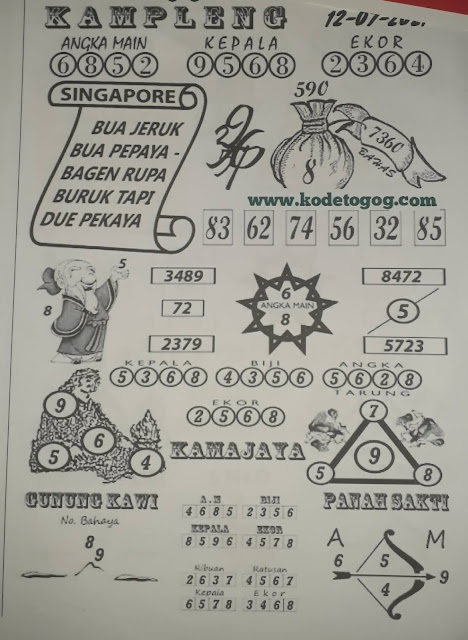 KAMPLENG
ANGKA MAIN KEPALA EKOR
6852 9568 2364
SINGAPORE
BUA JERUK
BUA PEPAYA -
BAGEN RUPA
BURUK TAPI
DUE PEKAYA
590
8
7360
BAHAS
www.kodetogog.com
83 62 74 56 32 85
5
8
3489
72
2379
6
ANGKA MAIN
8
8472
5
5723
KEPALA BIJI ANGKA
5368 4356 5628
TARUNG
EKOR
2568
9
6
5 4
KAMAJAYA
7
9
5 8
GUNUNG KAWI
No. Bahaya
8
9
A.M BIJI
4685 2356
KEPALA EKOR
8596 4578
Ribuan Ratusan
2637 4567
Kepala Ekor
6578 3468
PANAH SAKTI
A M
6 5
9
4